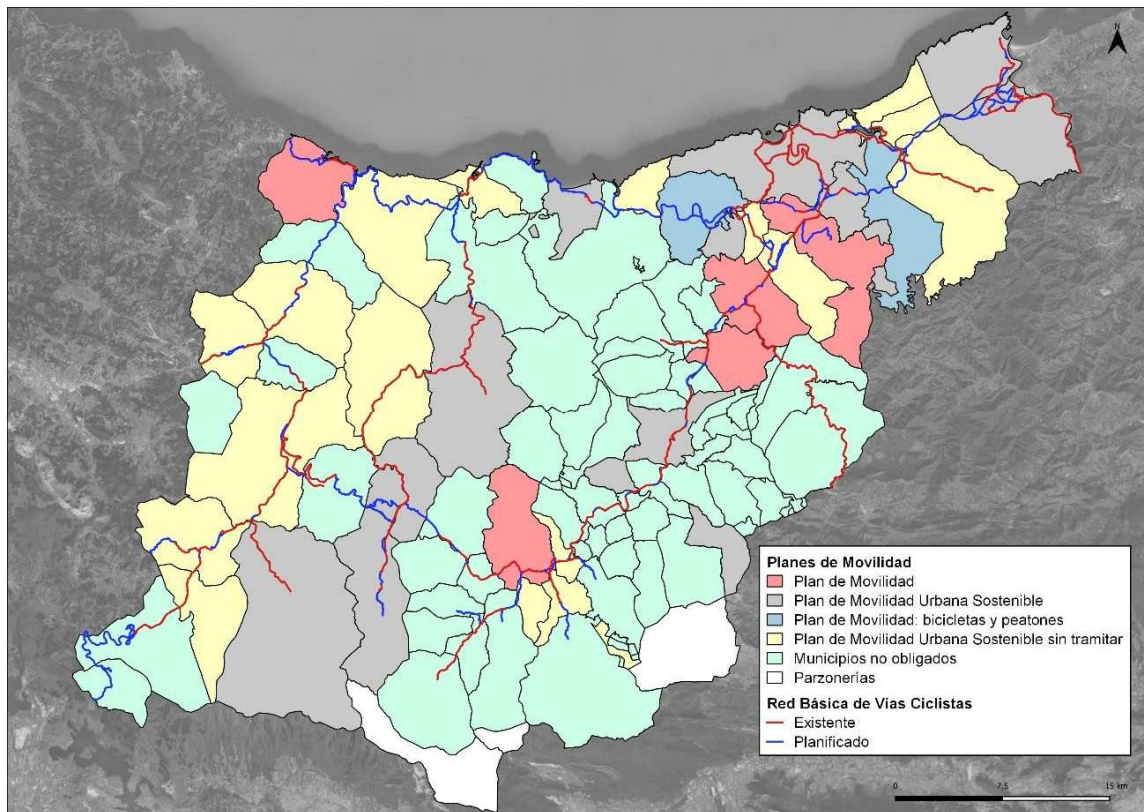 N
Planes de Movilidad
Plan de Movilidad
Plan de Movilidad Urbana Sostenible
Plan de Movilidad: bicicletas y peatones
Plan de Movilidad Urbana Sostenible sin tramitar
Municipios no obligados
Parzonerías
Red Básica de Vías Ciclistas
Existente
Planificado
0 7,5 15 km